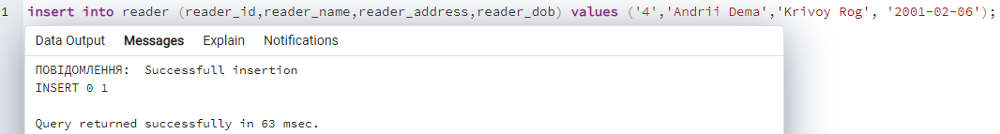 1 insert into reader (reader_id,reader_name,reader_address,reader_dob) values ('4','Andrii Dema','Krivoy Rog', '2001-02-06');
Data Output Messages Explain Notifications
ПОВІДОМЛЕННЯ: Successfull insertion
INSERT 0 1
Query returned successfully in 63 msec.